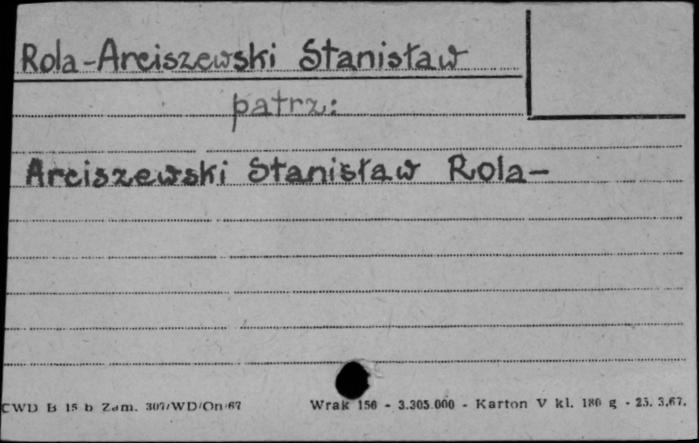 Rola-Arciszewski Stanisław
patrz:
Arciszewski Stanisław Rola-
CWD B 15 b Zam. 307/WD/On/67 Wrak 156 - 3.305.000 - Karton V kl. 180 g - 23. 3.67.